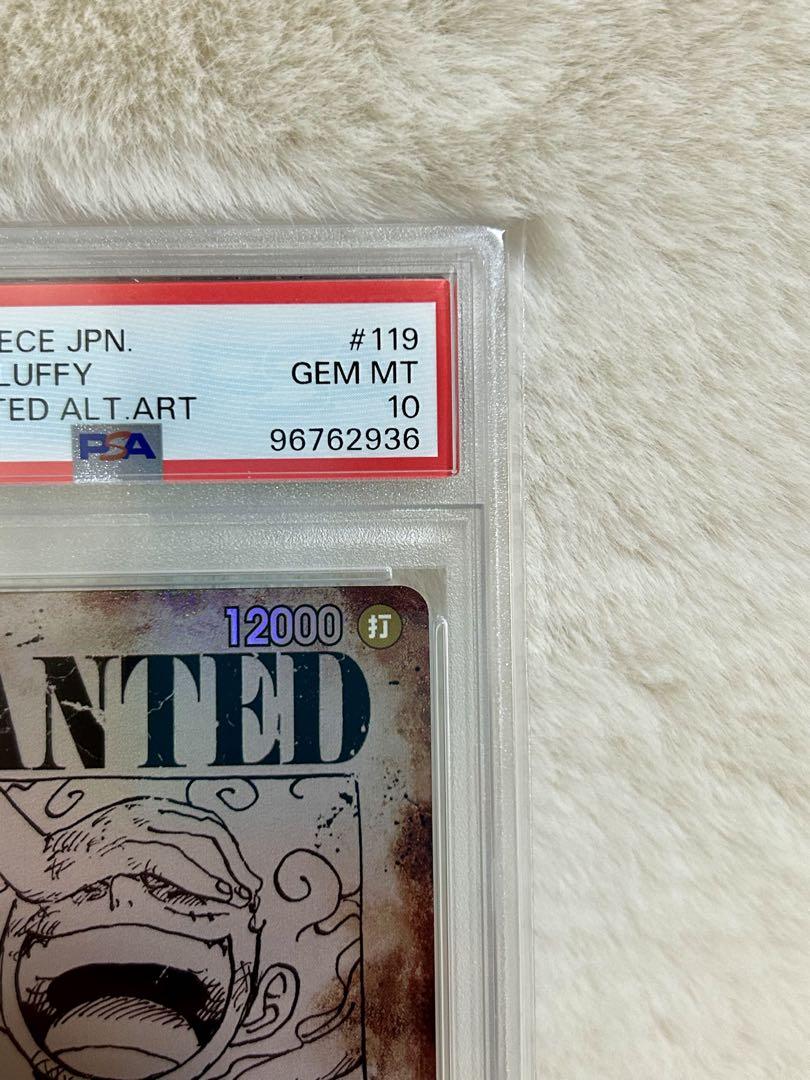 ECE JPN. #119
LUFFY GEM MT
TED ALT.ART 10
PSA 96762936
12000 打
ANTED